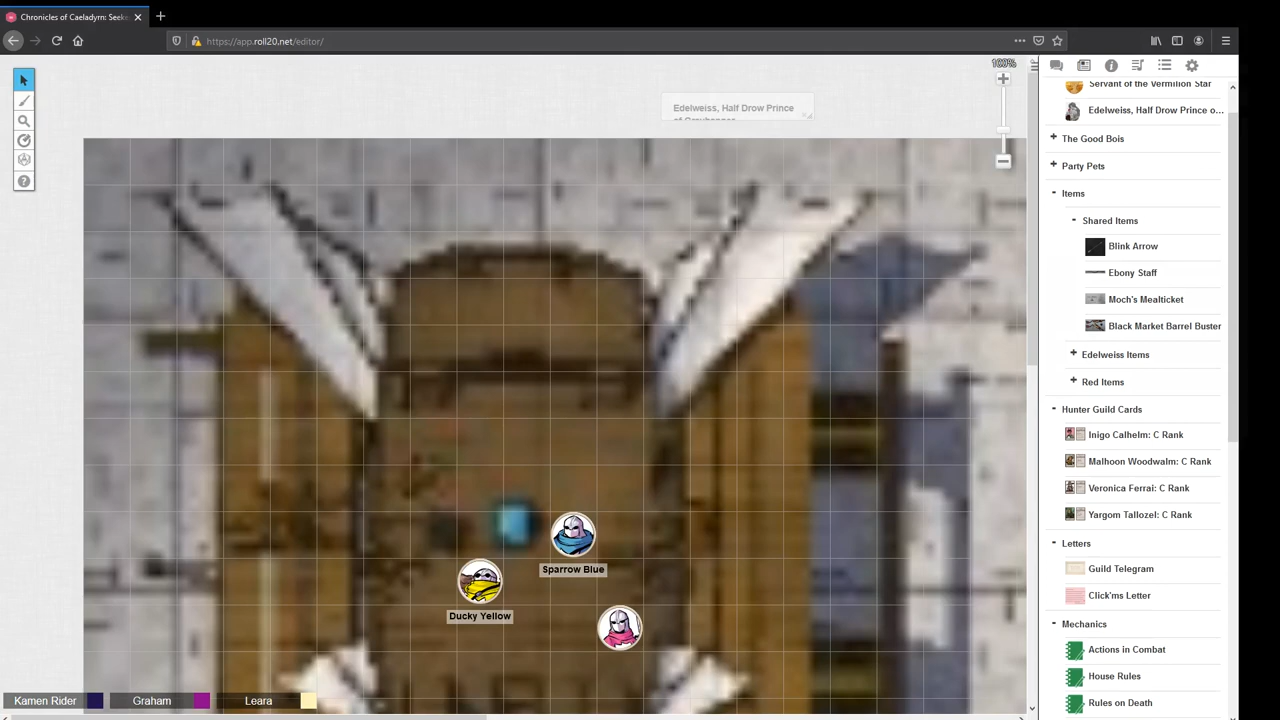 Chronicles of Caeladyrn: Seeke
https://app.roll20.net/editor/
100%
Edelweiss, Half Drow Prince
Servant of the Vermilion Star
Edelweiss, Half Drow Prince o...
The Good Bois
Party Pets
Items
Shared Items
Blink Arrow
Ebony Staff
Moch's Mealticket
Black Market Barrel Buster
Edelweiss Items
Red Items
Hunter Guild Cards
Inigo Calhelm: C Rank
Malhoon Woodwalm: C Rank
Veronica Ferrai: C Rank
Yargom Tallozel: C Rank
Letters
Guild Telegram
Click'ms Letter
Mechanics
Actions in Combat
House Rules
Rules on Death
Sparrow Blue
Ducky Yellow
Kamen Rider
Graham
Leara